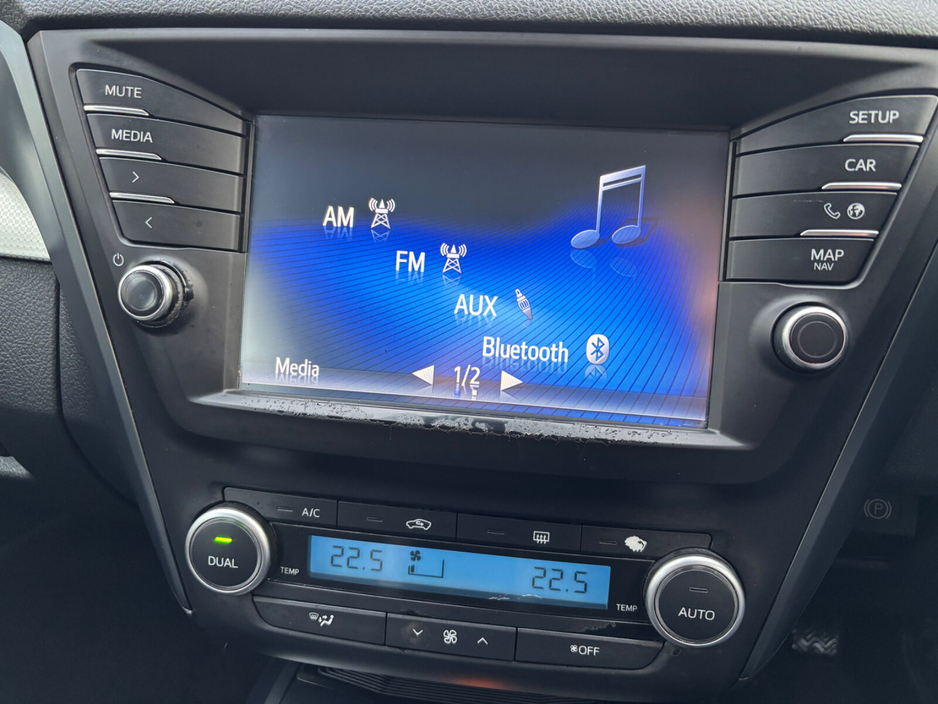 MUTE
MEDIA
>
<
SETUP
CAR
MAP
NAV
AM
FM
AUX
Bluetooth
Media
1/2
A/C
DUAL
TEMP
22.5
22.5
TEMP
AUTO
OFF
P